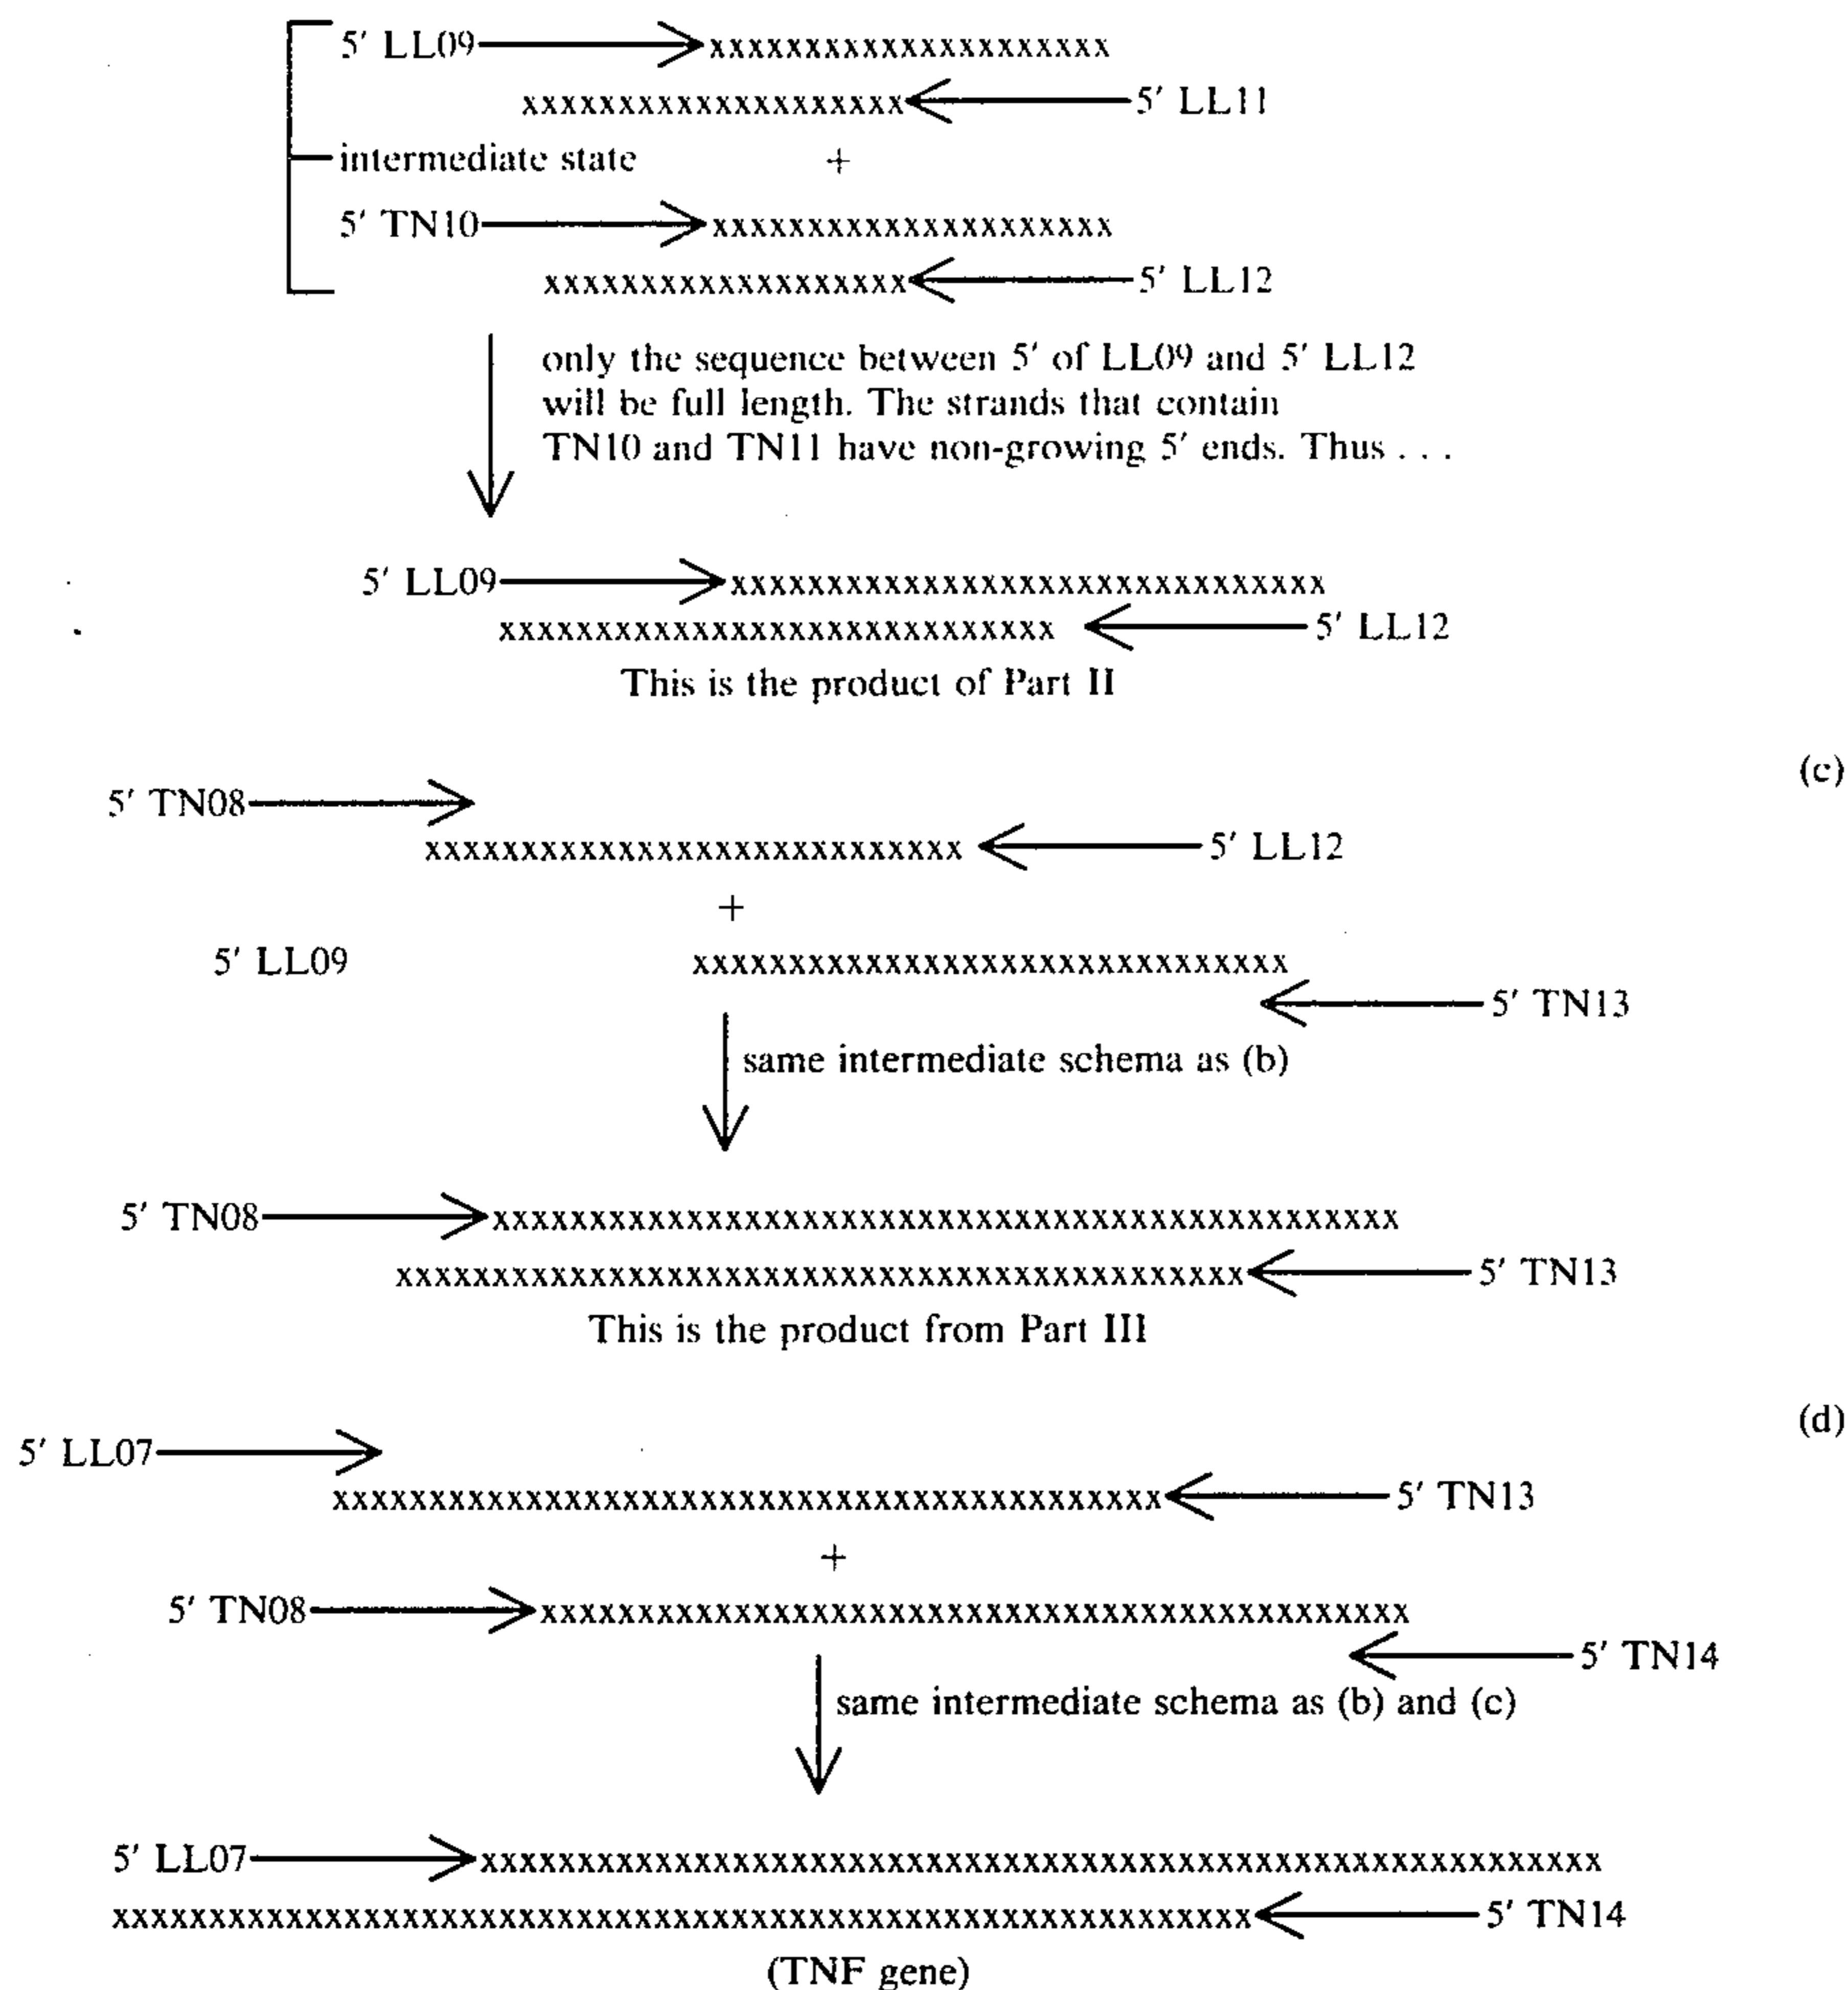 5' LL09 xxxxxxxxxxxxxxxxxxxxx
xxxxxxxxxxxxxxxxxxxx 5' LL11
intermediate state +
5' TN10 xxxxxxxxxxxxxxxxxxxxx
xxxxxxxxxxxxxxxxxxx 5' LL12
only the sequence between 5' of LL09 and 5' LL12
will be full length. The strands that contain
TN10 and TN11 have non-growing 5' ends. Thus . . .
5' LL09 xxxxxxxxxxxxxxxxxxxxxxxxxxxxxxx
xxxxxxxxxxxxxxxxxxxxxxxxxxxxx 5' LL12
This is the product of Part II
(c)
5' TN08
xxxxxxxxxxxxxxxxxxxxxxxxxxxx 5' LL12
+
5' LL09 xxxxxxxxxxxxxxxxxxxxxxxxxxxxxxx
5' TN13
same intermediate schema as (b)
5' TN08 xxxxxxxxxxxxxxxxxxxxxxxxxxxxxxxxxxxxxxxxxxxxxxx
xxxxxxxxxxxxxxxxxxxxxxxxxxxxxxxxxxxxxxxxxxxx 5' TN13
This is the product from Part III
(d)
5' LL07
xxxxxxxxxxxxxxxxxxxxxxxxxxxxxxxxxxxxxxxxxxx 5' TN13
+
5' TN08 xxxxxxxxxxxxxxxxxxxxxxxxxxxxxxxxxxxxxxxxxxxxx
5' TN14
same intermediate schema as (b) and (c)
5' LL07 xxxxxxxxxxxxxxxxxxxxxxxxxxxxxxxxxxxxxxxxxxxxxxxxxxxxxxxxxx
xxxxxxxxxxxxxxxxxxxxxxxxxxxxxxxxxxxxxxxxxxxxxxxxxxxxxxxxxxx 5' TN14
(TNF gene)